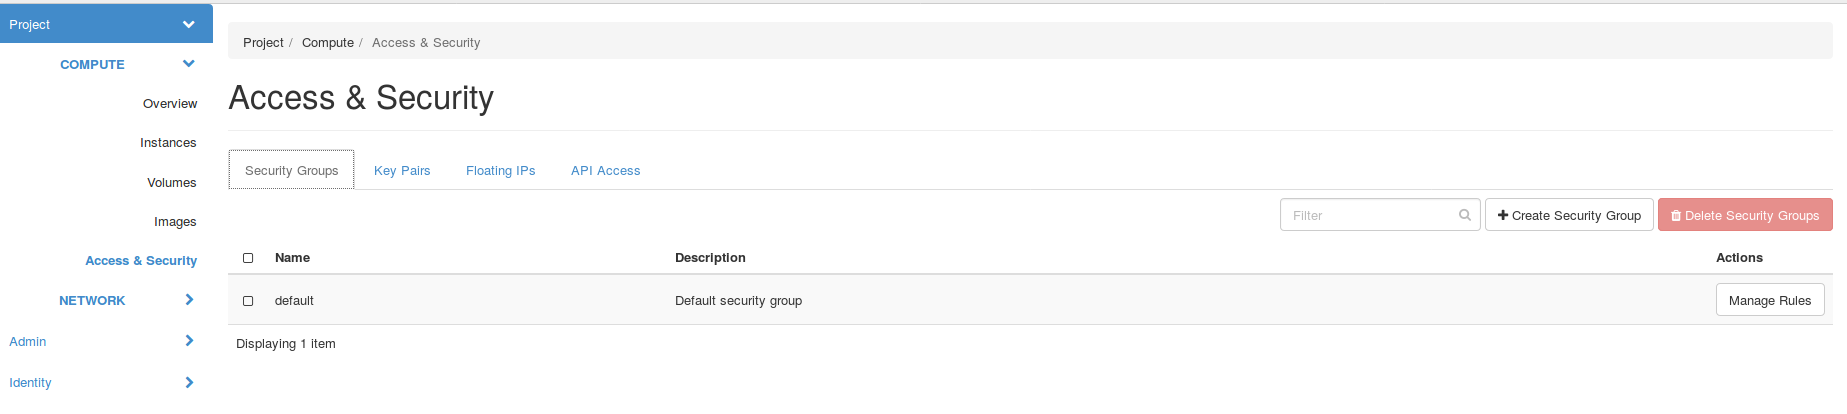 Project
COMPUTE
Overview
Instances
Volumes
Images
Access & Security
NETWORK
Admin
Identity
Project / Compute / Access & Security
Access & Security
Security Groups Key Pairs Floating IPs API Access
Filter Create Security Group Delete Security Groups
Name Description Actions
default Default security group Manage Rules
Displaying 1 item